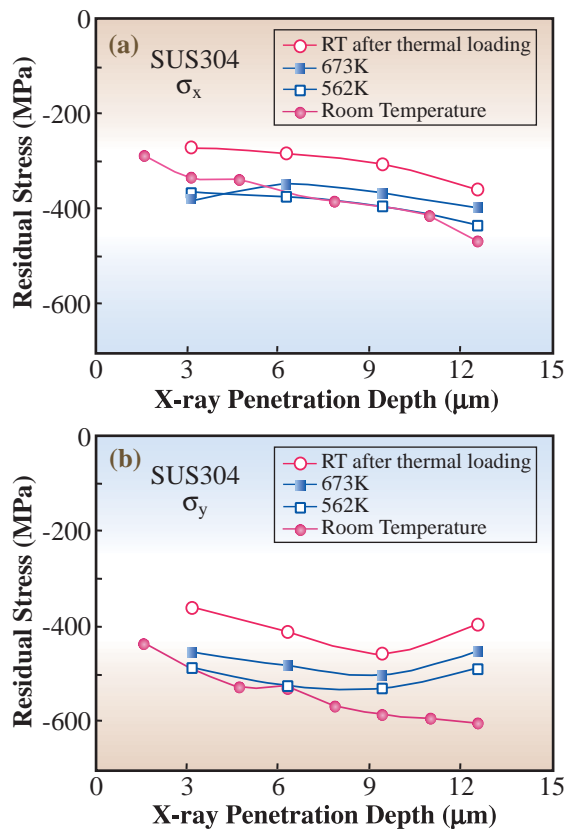 (a)
SUS304
σx
RT after thermal loading
673K
562K
Room Temperature
Residual Stress (MPa)
0
-200
-400
-600
0 3 6 9 12 15
X-ray Penetration Depth (μm)
(b)
SUS304
σy
RT after thermal loading
673K
562K
Room Temperature
Residual Stress (MPa)
0
-200
-400
-600
0 3 6 9 12 15
X-ray Penetration Depth (μm)